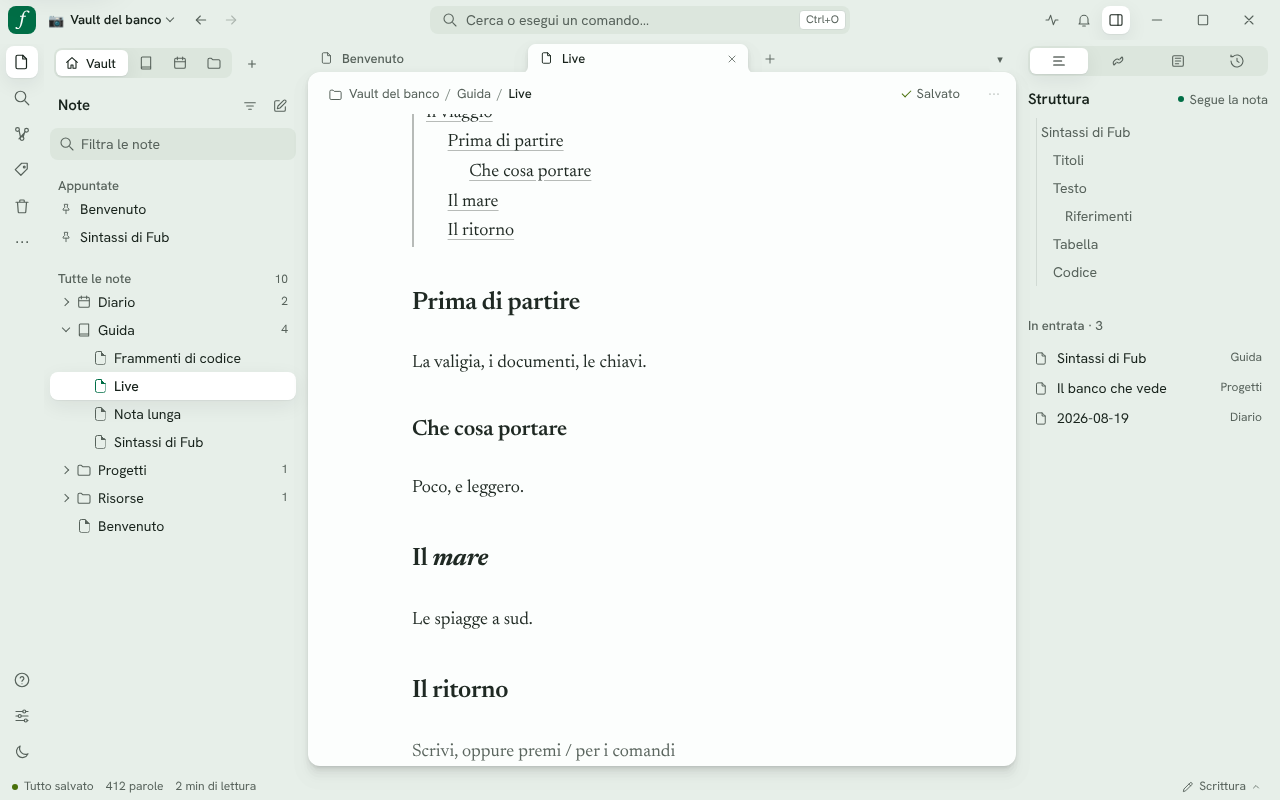 f
Vault del banco
Cerca o esegui un comando…
Ctrl+O
Vault
Note
Filtra le note
Appuntate
Benvenuto
Sintassi di Fub
Tutte le note 10
Diario 2
Guida 4
Frammenti di codice
Live
Nota lunga
Sintassi di Fub
Progetti 1
Risorse 1
Benvenuto
Benvenuto
Live
Vault del banco / Guida / Live
Salvato
Il viaggio
Prima di partire
Che cosa portare
Il mare
Il ritorno
Prima di partire
La valigia, i documenti, le chiavi.
Che cosa portare
Poco, e leggero.
Il mare
Le spiagge a sud.
Il ritorno
Scrivi, oppure premi / per i comandi
Struttura
Segue la nota
Sintassi di Fub
Titoli
Testo
Riferimenti
Tabella
Codice
In entrata · 3
Sintassi di Fub Guida
Il banco che vede Progetti
2026-08-19 Diario
Tutto salvato 412 parole 2 min di lettura
Scrittura